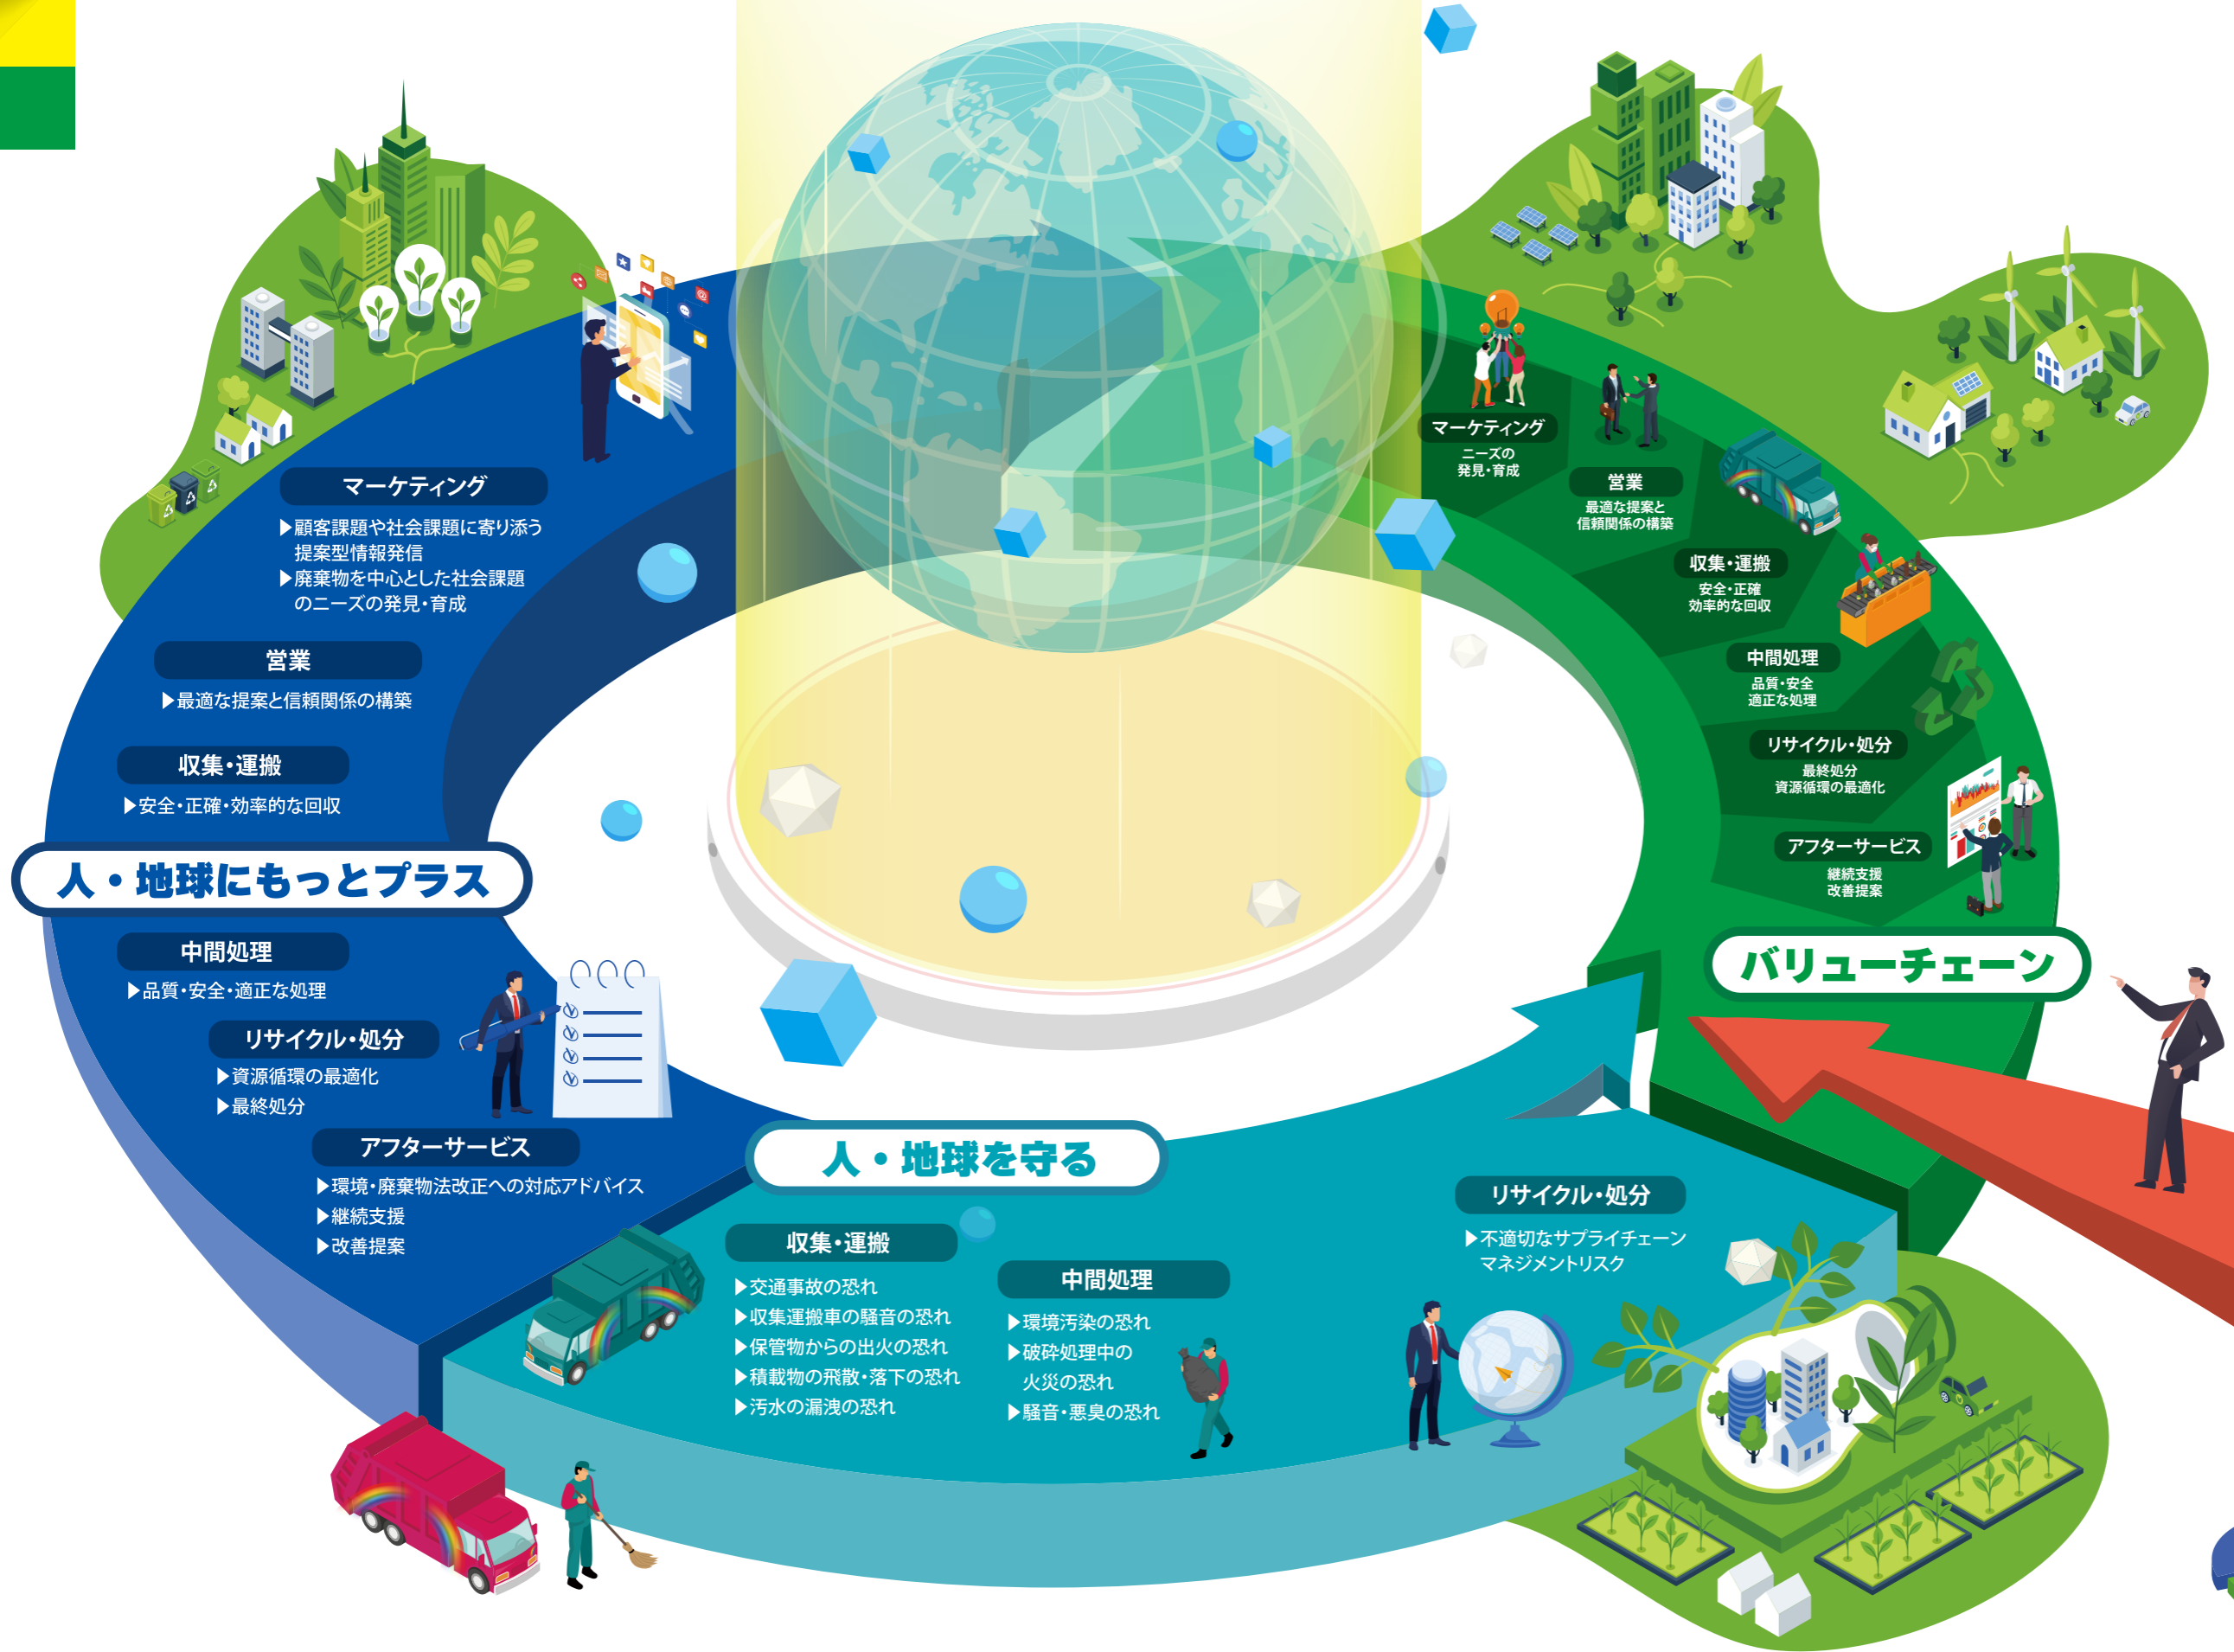 マーケティング
▶顧客課題や社会課題に寄り添う
提案型情報発信
▶廃棄物を中心とした社会課題
のニーズの発見・育成
営業
▶最適な提案と信頼関係の構築
収集・運搬
▶安全・正確・効率的な回収
人・地球にもっとプラス
中間処理
▶品質・安全・適正な処理
リサイクル・処分
▶資源循環の最適化
▶最終処分
アフターサービス
▶環境・廃棄物法改正への対応アドバイス
▶継続支援
▶改善提案
人・地球を守る
収集・運搬
▶交通事故の恐れ
▶収集運搬車の騒音の恐れ
▶保管物からの出火の恐れ
▶積載物の飛散・落下の恐れ
▶汚水の漏洩の恐れ
中間処理
▶環境汚染の恐れ
▶破砕処理中の
火災の恐れ
▶騒音・悪臭の恐れ
リサイクル・処分
▶不適切なサプライチェーン
マネジメントリスク
マーケティング
ニーズの
発見・育成
営業
最適な提案と
信頼関係の構築
収集・運搬
安全・正確
効率的な回収
中間処理
品質・安全
適正な処理
リサイクル・処分
最終処分
資源循環の最適化
アフターサービス
継続支援
改善提案
バリューチェーン